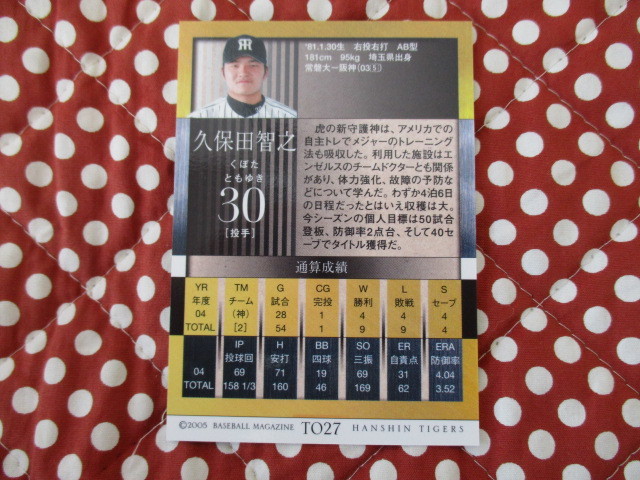 '81.1.30生 右投右打 AB型
181cm 95kg 埼玉県出身
常磐大ー阪神(03⑤)
久保田智之
くぼた
ともゆき
30
[投手]
虎の新守護神は、アメリカでの
自主トレでメジャーのトレーニング
法も吸収した。利用した施設はエ
ンゼルスのチームドクターとも関係
があり、体力強化、故障の予防な
どについて学んだ。わずか4泊6日
の日程だったとはいえ収穫は大。
今シーズンの個人目標は50試合
登板、防御率2点台、そして40セ
ーブでタイトル獲得だ。
通算成績
YR TM G CG W L S
年度 チーム 試合 完投 勝利 敗戦 セーブ
04 (神) 28 1 4 4 4
TOTAL [2] 54 1 9 9 4
IP H BB SO ER ERA
投球回 安打 四球 三振 自責点 防御率
04 69 71 19 69 31 4.04
TOTAL 158 1/3 160 46 169 62 3.52
©2005 BASEBALL MAGAZINE TO27 HANSHIN TIGERS